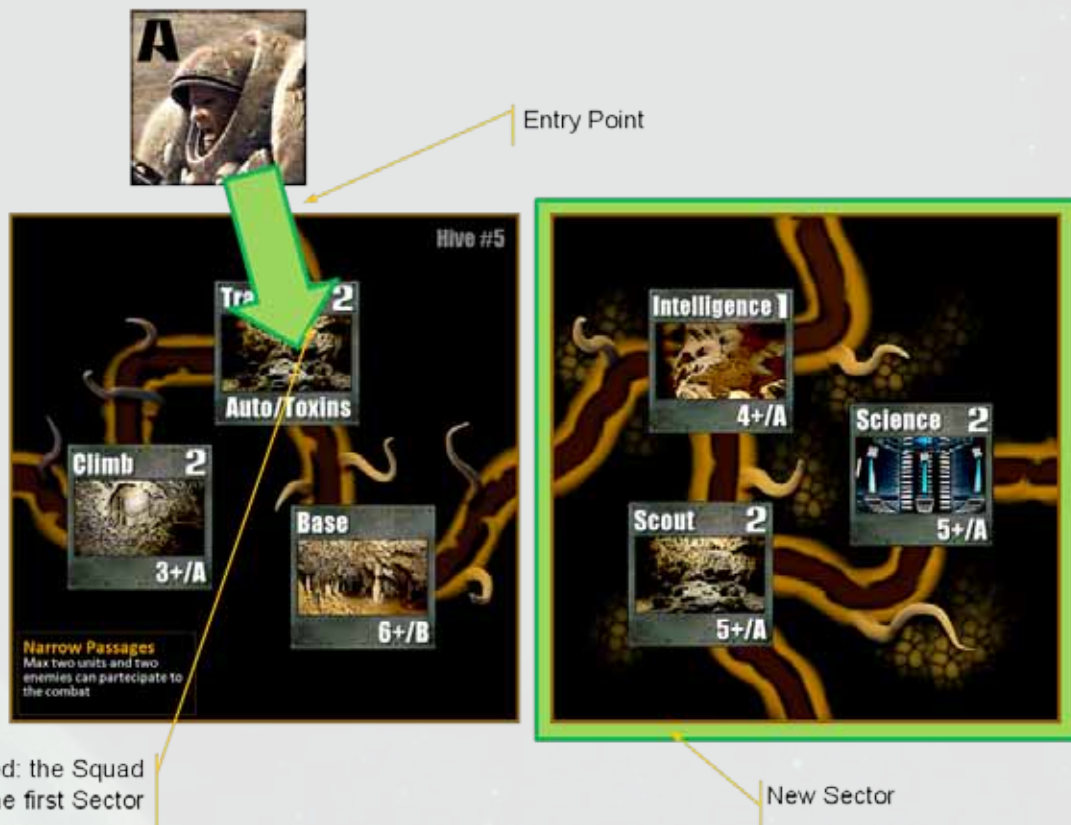 A
Entry Point
Hive #5
2
Auto/Toxins
Climb 2
3+/A
Base
6+/B
Narrow Passages
Max two units and two
enemies can partecipate to
the combat
Intelligence 1
4+/A
Science 2
5+/A
Scout 2
5+/A
the Squad
first Sector
New Sector